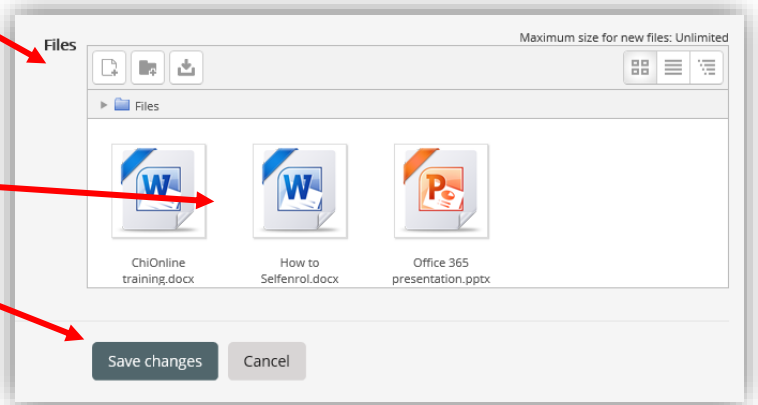 Maximum size for new files: Unlimited
Files
Files
W
W
P
ChiOnline
training.docx
How to
Selfenrol.docx
Office 365
presentation.pptx
Save changes
Cancel